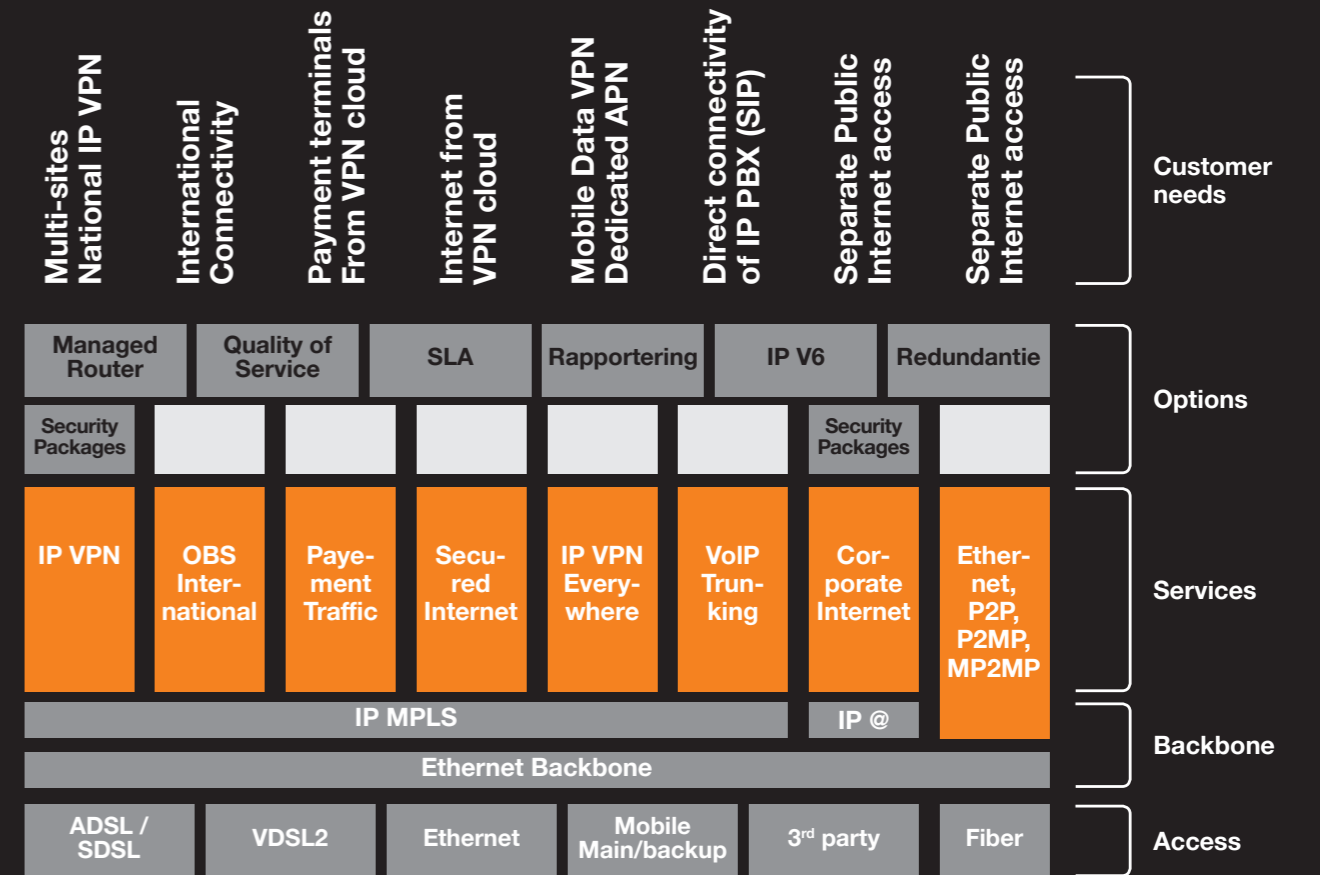 Multi-sites
National IP VPN
International
Connectivity
Payment terminals
From VPN cloud
Internet from
VPN cloud
Mobile Data VPN
Dedicated APN
Direct connectivity
of IP PBX (SIP)
Separate Public
Internet access
Separate Public
Internet access
Customer
needs
Managed
Router
Quality of
Service
SLA
Rapportering
IP V6
Redundantie
Options
Security
Packages
Security
Packages
IP VPN
OBS
Inter-
national
Paye-
ment
Traffic
Secu-
red
Internet
IP VPN
Every-
where
VoIP
Trun-
king
Cor-
porate
Internet
Ether-
net,
P2P,
P2MP,
MP2MP
Services
IP MPLS
IP @
Backbone
Ethernet Backbone
ADSL /
SDSL
VDSL2
Ethernet
Mobile
Main/backup
3rd party
Fiber
Access